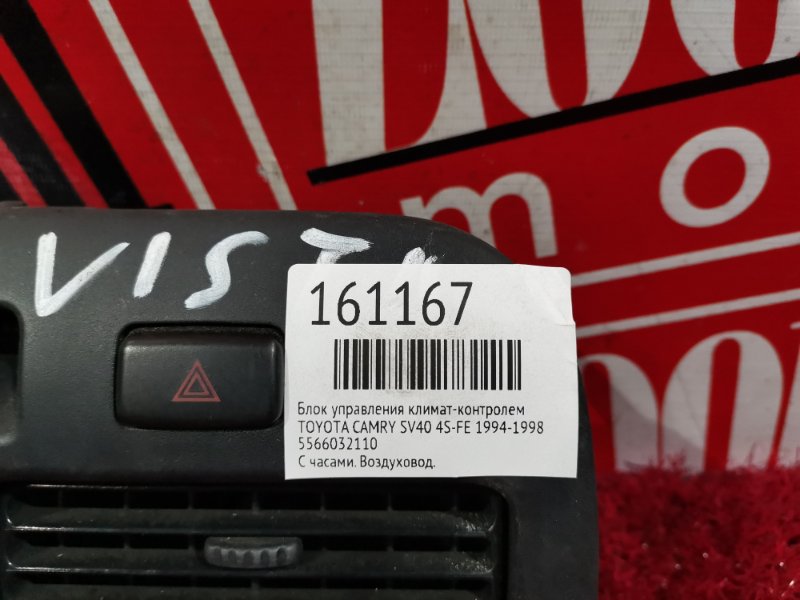 VISTA
161167
Блок управления климат-контролем
TOYOTA CAMRY SV40 4S-FE 1994-1998
5566032110
С часами. Воздуховод.